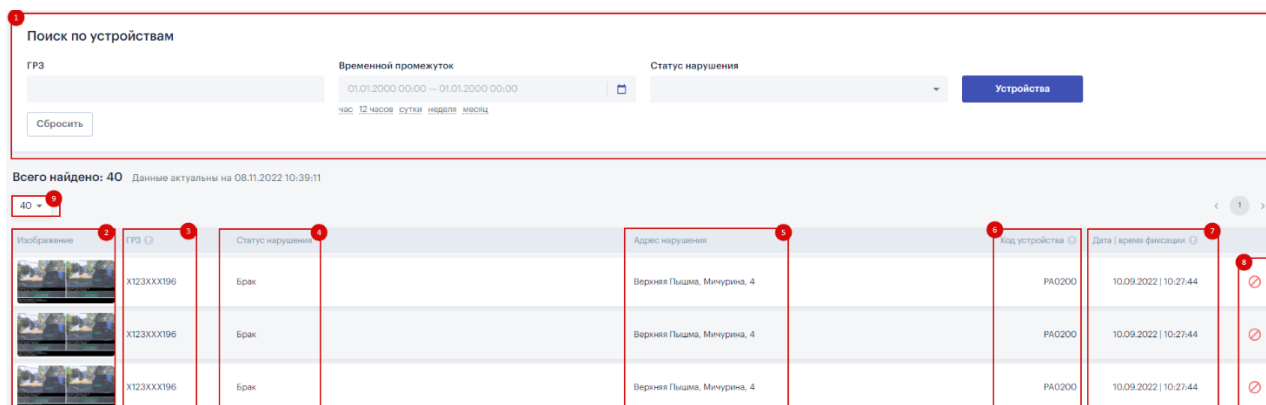 1
Поиск по устройствам
ГРЗ Временной промежуток Статус нарушения
01.01.2000 00:00 — 01.01.2000 00:00 Устройства
час 12 часов сутки неделя месяц
Сбросить
Всего найдено: 40 Данные актуальны на 08.11.2022 10:39:11
40 9 < 1 >
2 3 4 5 6 7
Изображение ГРЗ Статус нарушения Адрес нарушения Код устройства Дата | время фиксации
8
X123XXX196 Брак Верхняя Пышма, Мичурина, 4 PA0200 10.09.2022 | 10:27:44
X123XXX196 Брак Верхняя Пышма, Мичурина, 4 PA0200 10.09.2022 | 10:27:44
X123XXX196 Брак Верхняя Пышма, Мичурина, 4 PA0200 10.09.2022 | 10:27:44